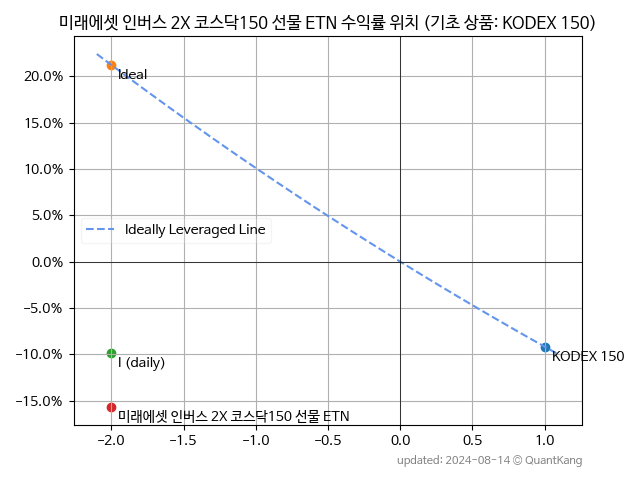 미래에셋 인버스 2X 코스닥150 선물 ETN 수익률 위치 (기초 상품: KODEX 150)
20.0%
15.0%
10.0%
5.0%
0.0%
−5.0%
−10.0%
−15.0%
Ideal
Ideally Leveraged Line
KODEX 150
I (daily)
미래에셋 인버스 2X 코스닥150 선물 ETN
−2.0 −1.5 −1.0 −0.5 0.0 0.5 1.0
updated: 2024-08-14 © QuantKang